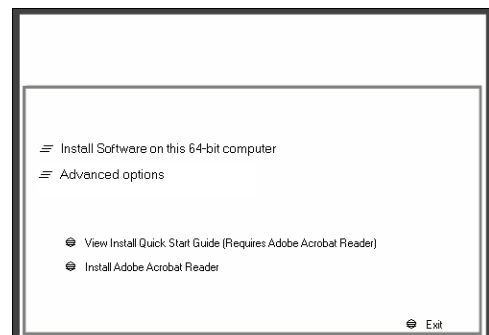 Install Software on this 64-bit computer
Advanced options
View Install Quick Start Guide (Requires Adobe Acrobat Reader)
Install Adobe Acrobat Reader
Exit